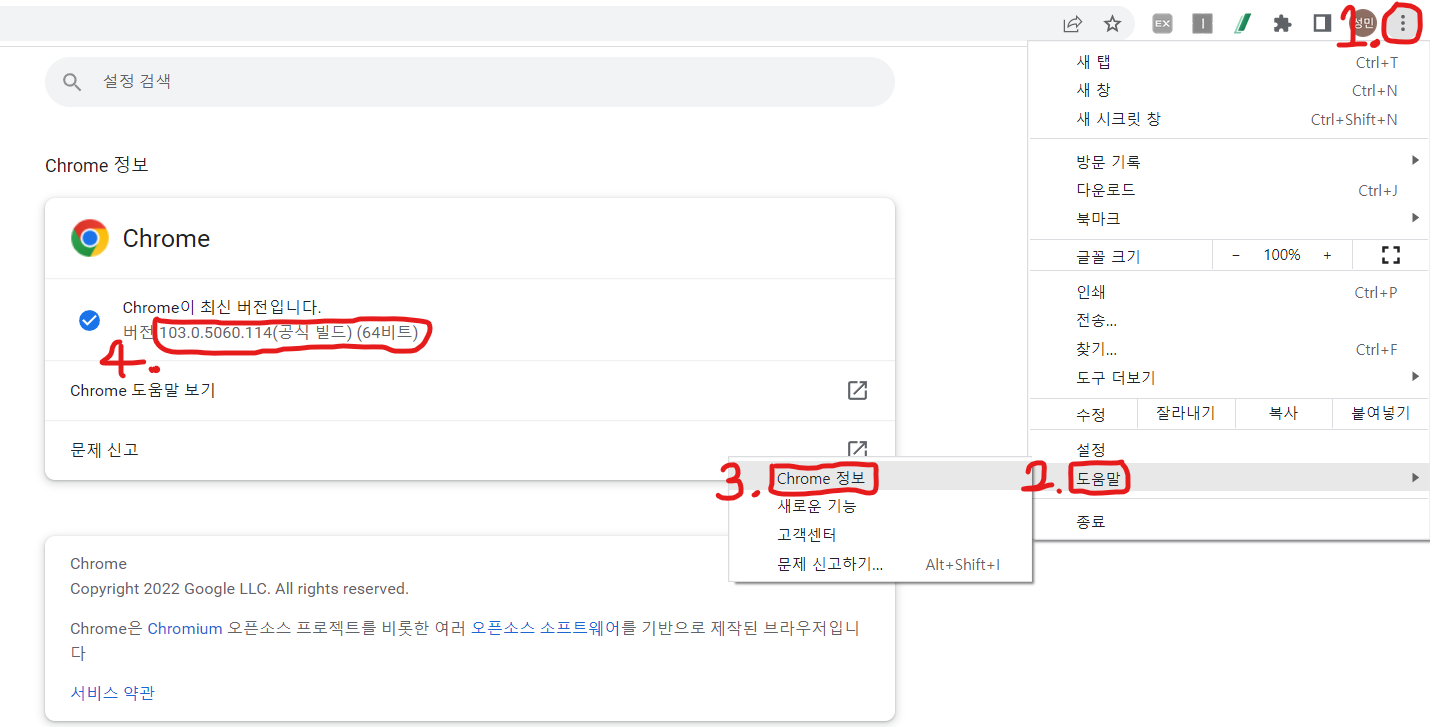 EX
성민
1.
설정 검색
Chrome 정보
Chrome
Chrome이 최신 버전입니다.
버전 103.0.5060.114(공식 빌드) (64비트)
4.
Chrome 도움말 보기
문제 신고
Chrome
Copyright 2022 Google LLC. All rights reserved.
Chrome은 Chromium 오픈소스 프로젝트를 비롯한 여러 오픈소스 소프트웨어를 기반으로 제작된 브라우저입니
다
서비스 약관
새 탭 Ctrl+T
새 창 Ctrl+N
새 시크릿 창 Ctrl+Shift+N
방문 기록
다운로드 Ctrl+J
북마크
글꼴 크기 - 100% +
인쇄 Ctrl+P
전송...
찾기... Ctrl+F
도구 더보기
수정 잘라내기 복사 붙여넣기
설정
2. 도움말
종료
3. Chrome 정보
새로운 기능
고객센터
문제 신고하기... Alt+Shift+I